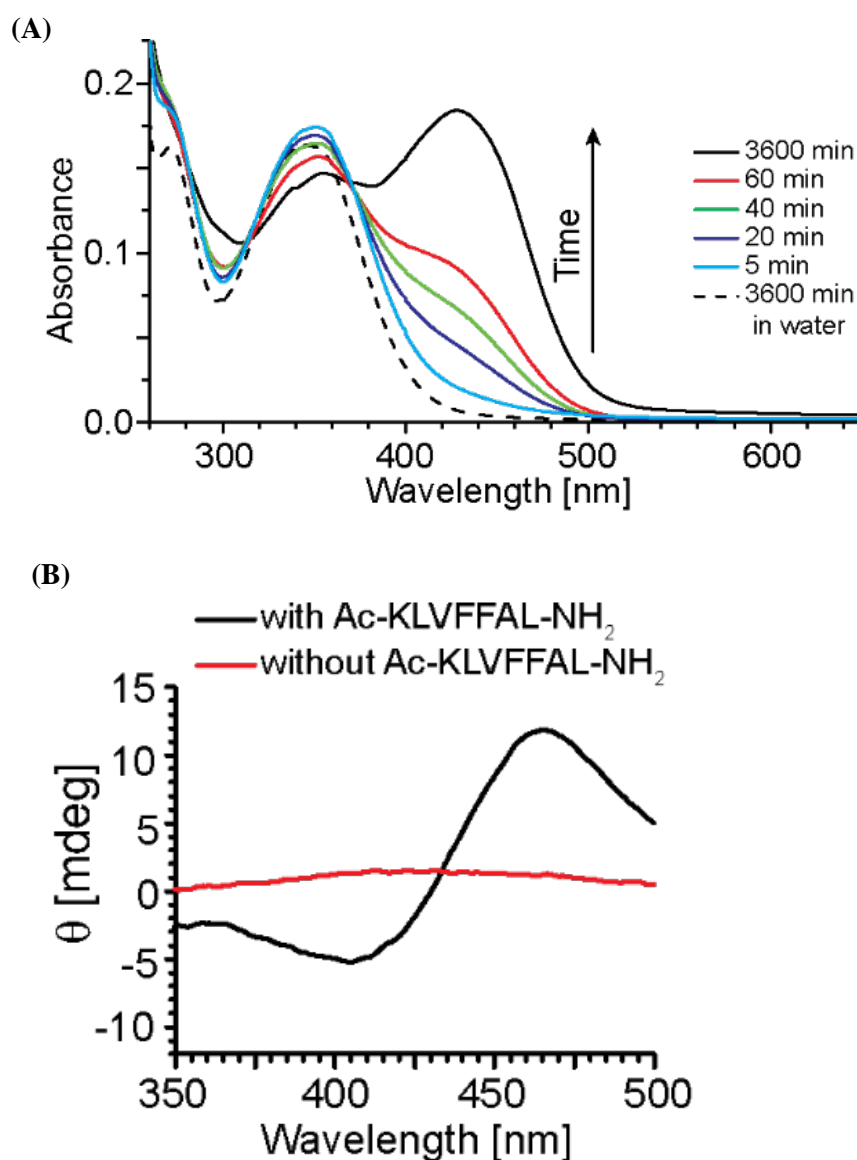 (A)
0.2
0.1
0.0
Absorbance
300
400
500
600
Wavelength [nm]
Time
3600 min
60 min
40 min
20 min
5 min
3600 min
in water
(B)
with Ac-KLVFFAL-NH₂
without Ac-KLVFFAL-NH₂
15
10
5
0
-5
-10
θ [mdeg]
350
400
450
500
Wavelength [nm]